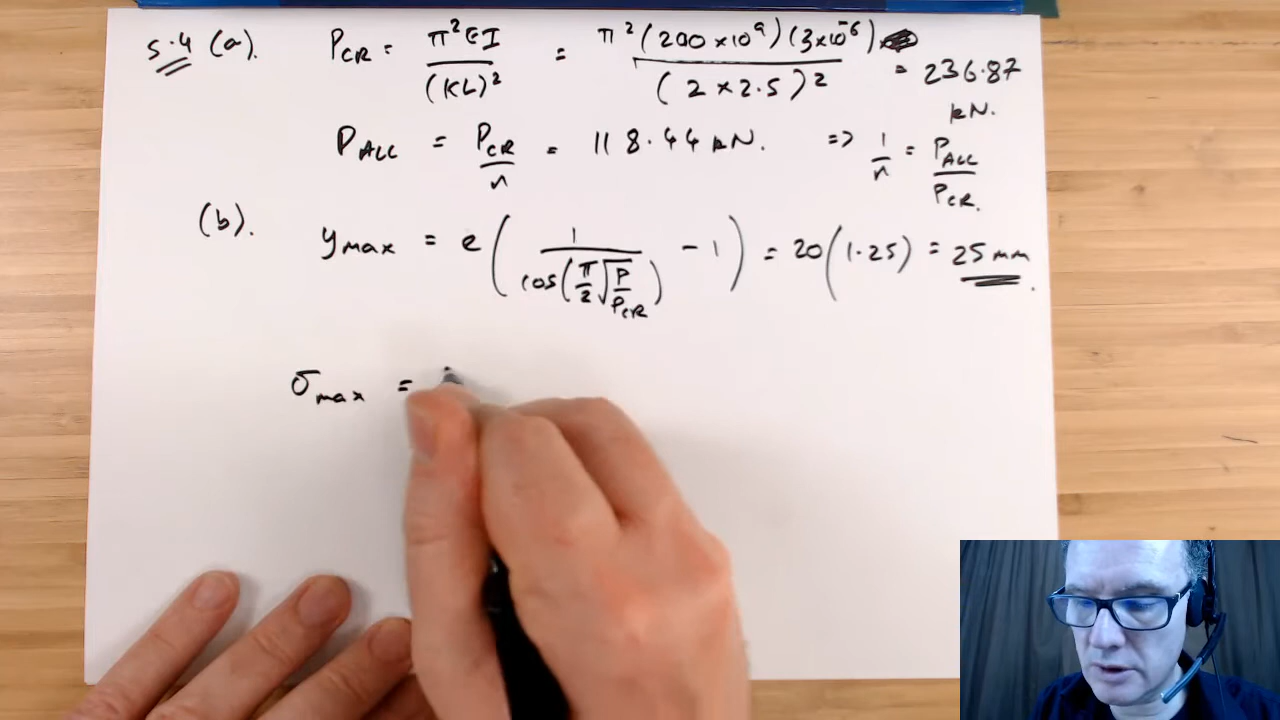 5.4 (a). P_CR = π²EI / (KL)² = π²(200×10⁹)(3×10⁻⁶) / (2×2.5)² = 236.87 kN.
P_ALL = P_CR / n = 118.44 kN. ⇒ 1/n = P_ALL / P_CR.
(b). y_max = e(1 / cos(π/2 √(P/P_CR)) - 1) = 20(1.25) = 25 mm.
σ_max =